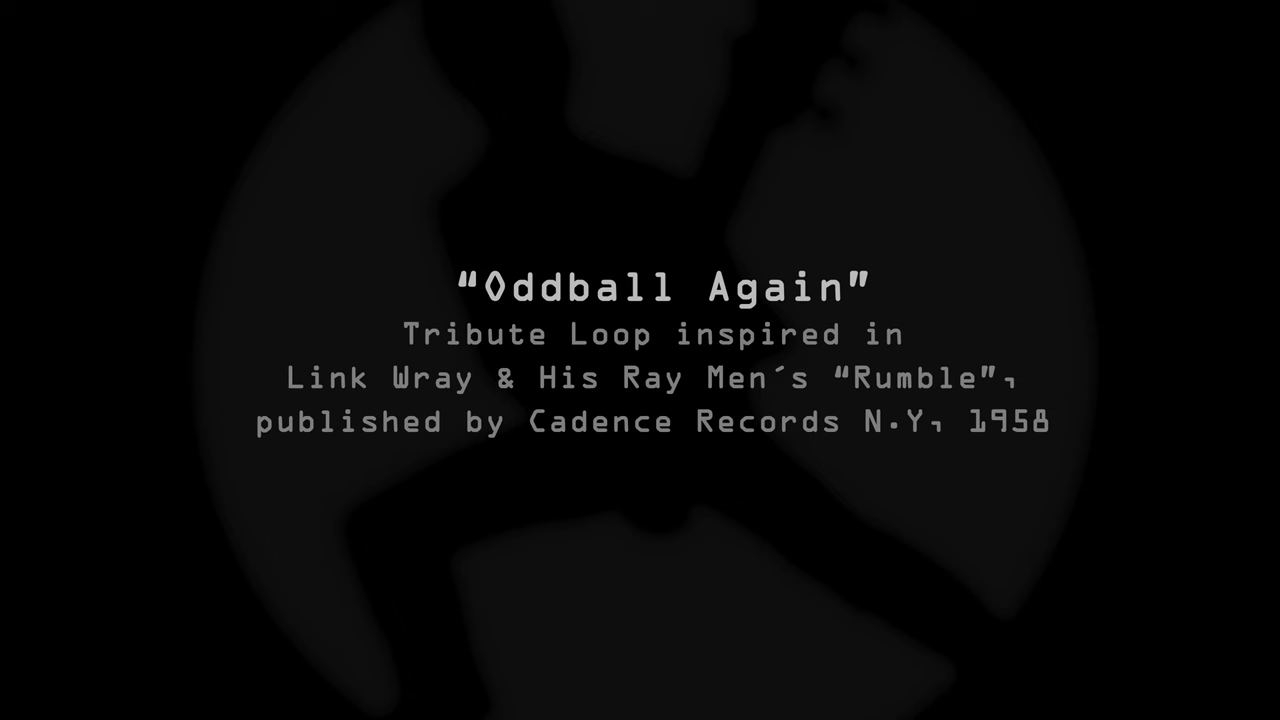 “Oddball Again”
Tribute Loop inspired in
Link Wray & His Ray Men´s “Rumble”,
published by Cadence Records N.Y, 1958